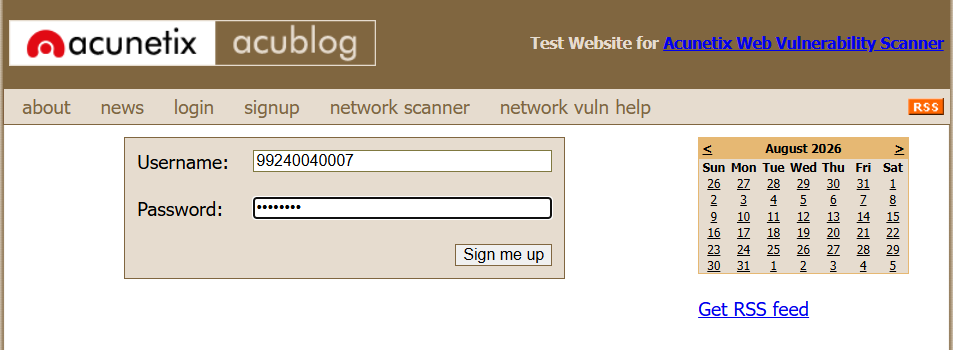 acunetix acublog
Test Website for Acunetix Web Vulnerability Scanner
about news login signup network scanner network vuln help RSS
Username: 99240040007
Password: ••••••••
Sign me up
< August 2026 >
Sun Mon Tue Wed Thu Fri Sat
26 27 28 29 30 31 1
2 3 4 5 6 7 8
9 10 11 12 13 14 15
16 17 18 19 20 21 22
23 24 25 26 27 28 29
30 31 1 2 3 4 5
Get RSS feed